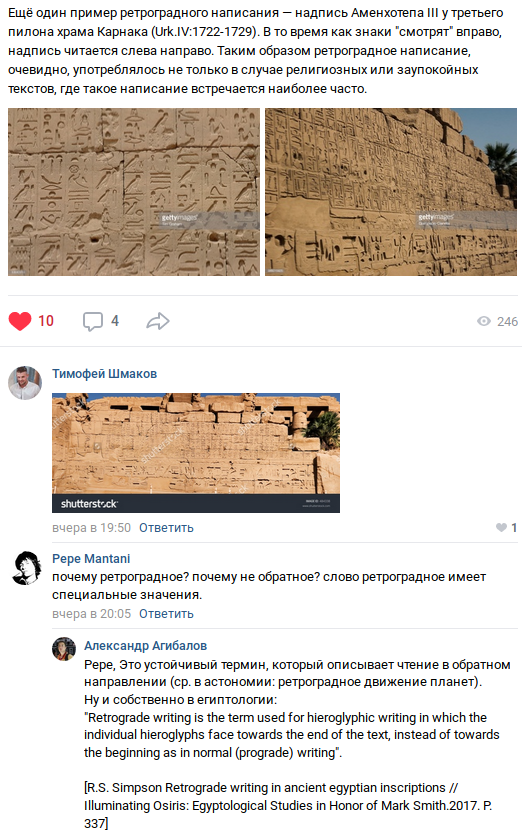 Ещё один пример ретроградного написания — надпись Аменхотепа III у третьего
пилона храма Карнака (Urk.IV:1722-1729). В то время как знаки "смотрят" вправо,
надпись читается слева направо. Таким образом ретроградное написание,
очевидно, употреблялось не только в случае религиозных или заупокойных
текстов, где такое написание встречается наиболее часто.
gettyimages
gettyimages
10
4
246
Тимофей Шмаков
shutterstock
shutterstock
вчера в 19:50 Ответить
1
Pepe Mantani
почему ретроградное? почему не обратное? слово ретроградное имеет
специальные значения.
вчера в 20:05 Ответить
Александр Агибалов
Pepe, Это устойчивый термин, который описывает чтение в обратном
направлении (ср. в астономии: ретроградное движение планет).
Ну и собственно в египтологии:
"Retrograde writing is the term used for hieroglyphic writing in which the
individual hieroglyphs face towards the end of the text, instead of towards
the beginning as in normal (prograde) writing".
[R.S. Simpson Retrograde writing in ancient egyptian inscriptions //
Illuminating Osiris: Egyptological Studies in Honor of Mark Smith.2017. P.
337]